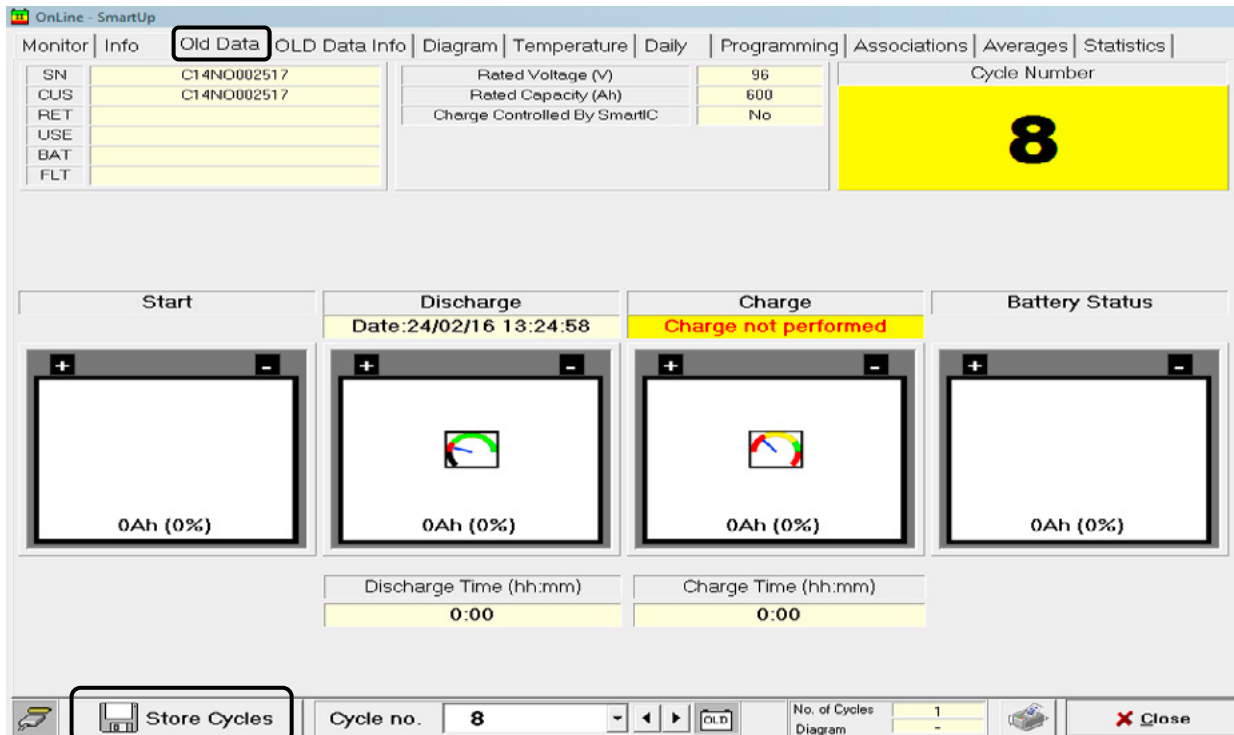 OnLine - SmartUp
Monitor Info Old Data OLD Data Info Diagram Temperature Daily Programming Associations Averages Statistics
SN C14NO002517 Rated Voltage (V) 96 Cycle Number
CUS C14NO002517 Rated Capacity (Ah) 600
RET Charge Controlled By SmartIC No
USE
BAT
FLT
8
Start Discharge Charge Battery Status
Date:24/02/16 13:24:58 Charge not performed
+ - + - + - + -
0Ah (0%) 0Ah (0%) 0Ah (0%) 0Ah (0%)
Discharge Time (hh:mm) Charge Time (hh:mm)
0:00 0:00
Store Cycles Cycle no. 8 OLD No. of Cycles 1 Close
Diagram -